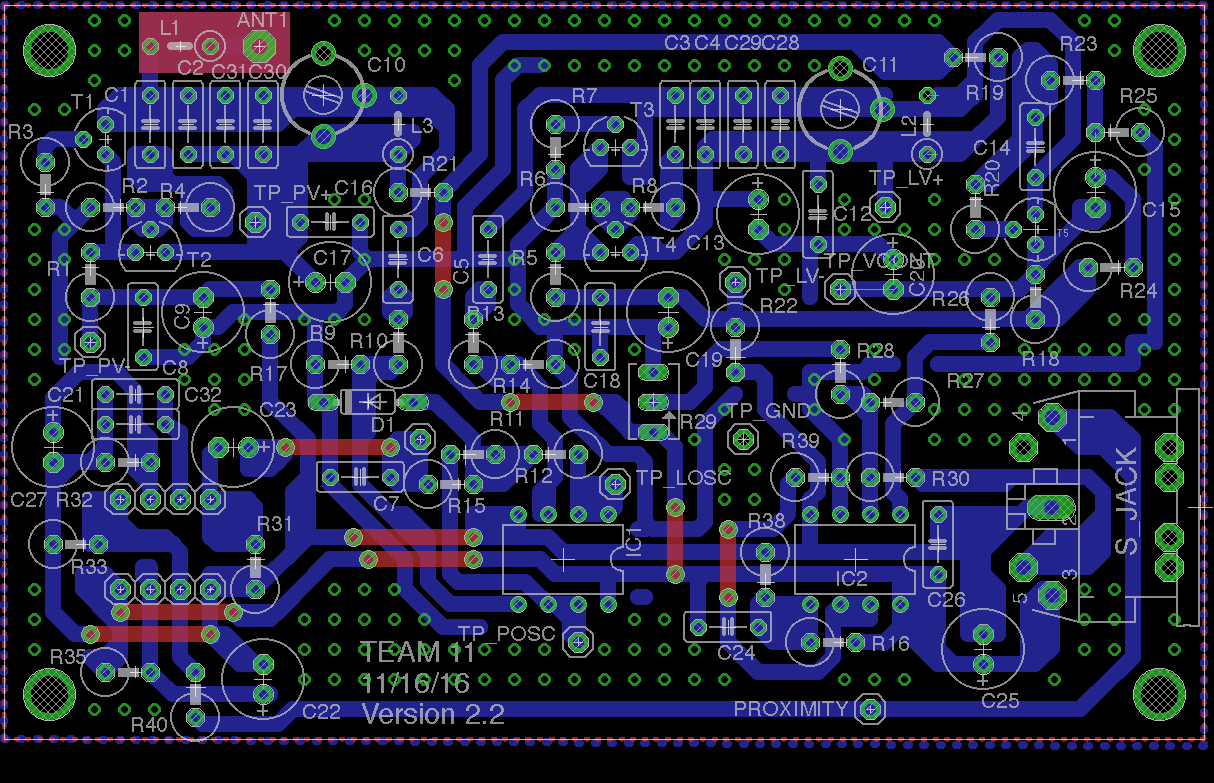 ANT1
L1
C2
C31
C30
C10
C3
C4
C29
C28
C11
R23
R19
T1
C1
R3
L3
R7
T3
L2
R25
C14
R20
R21
R2
R4
TP_PV+
C16
R6
R8
TP_LV+
C12
C15
C13
T5
R1
T2
C17
C6
C5
R5
T4
TP_LV-
TP_VCONT
R24
C9
R13
R22
R26
TP_PV-
C8
R17
R9
R10
R14
C18
C19
R28
R18
R27
C21
C32
C23
D1
R11
R29
TP_GND
4
1
R39
C27
R32
C7
R15
R12
TP_LOSC
R30
S_JACK
2
R33
R31
IC1
R38
IC2
C26
3
5
TP_POSC
C24
R16
R35
TEAM 11
11/16/16
Version 2.2
R40
C22
PROXIMITY
C25